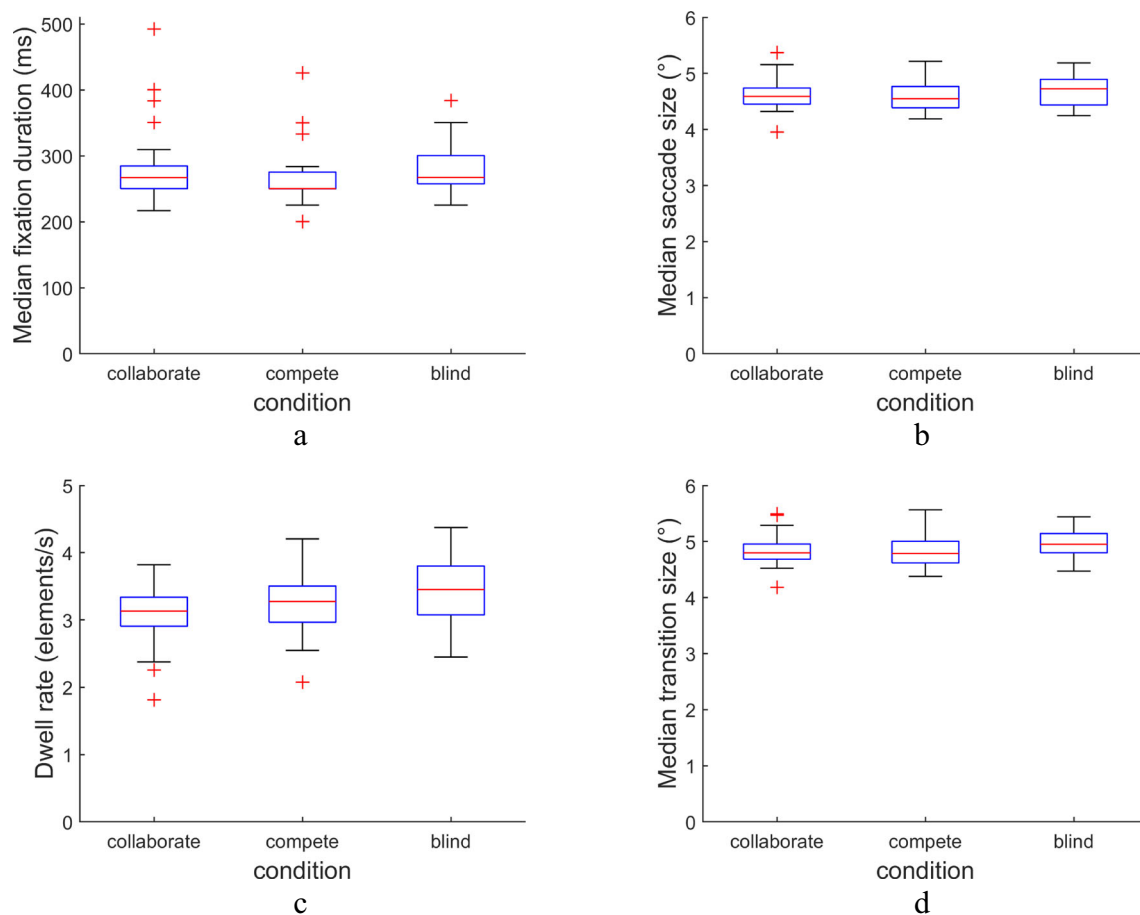 Median fixation duration (ms)
500
400
300
200
100
0
collaborate compete blind
condition
a
Median saccade size (°)
6
5
4
3
2
1
0
collaborate compete blind
condition
b
Dwell rate (elements/s)
5
4
3
2
1
0
collaborate compete blind
condition
c
Median transition size (°)
6
5
4
3
2
1
0
collaborate compete blind
condition
d